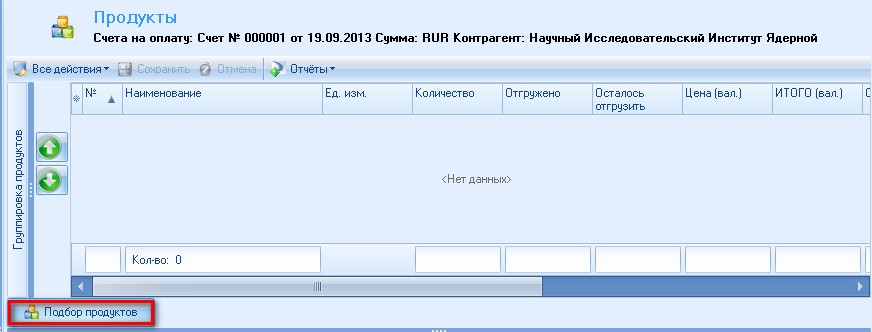 Продукты
Счета на оплату: Счет № 000001 от 19.09.2013 Сумма: RUR Контрагент: Научный Исследовательский Институт Ядерной
Все действия Сохранить Отмена Отчёты
№ Наименование Ед. изм. Количество Отгружено Осталось отгрузить Цена (вал.) ИТОГО (вал.) С
Группировка продуктов
<Нет данных>
Кол-во: 0
Подбор продуктов